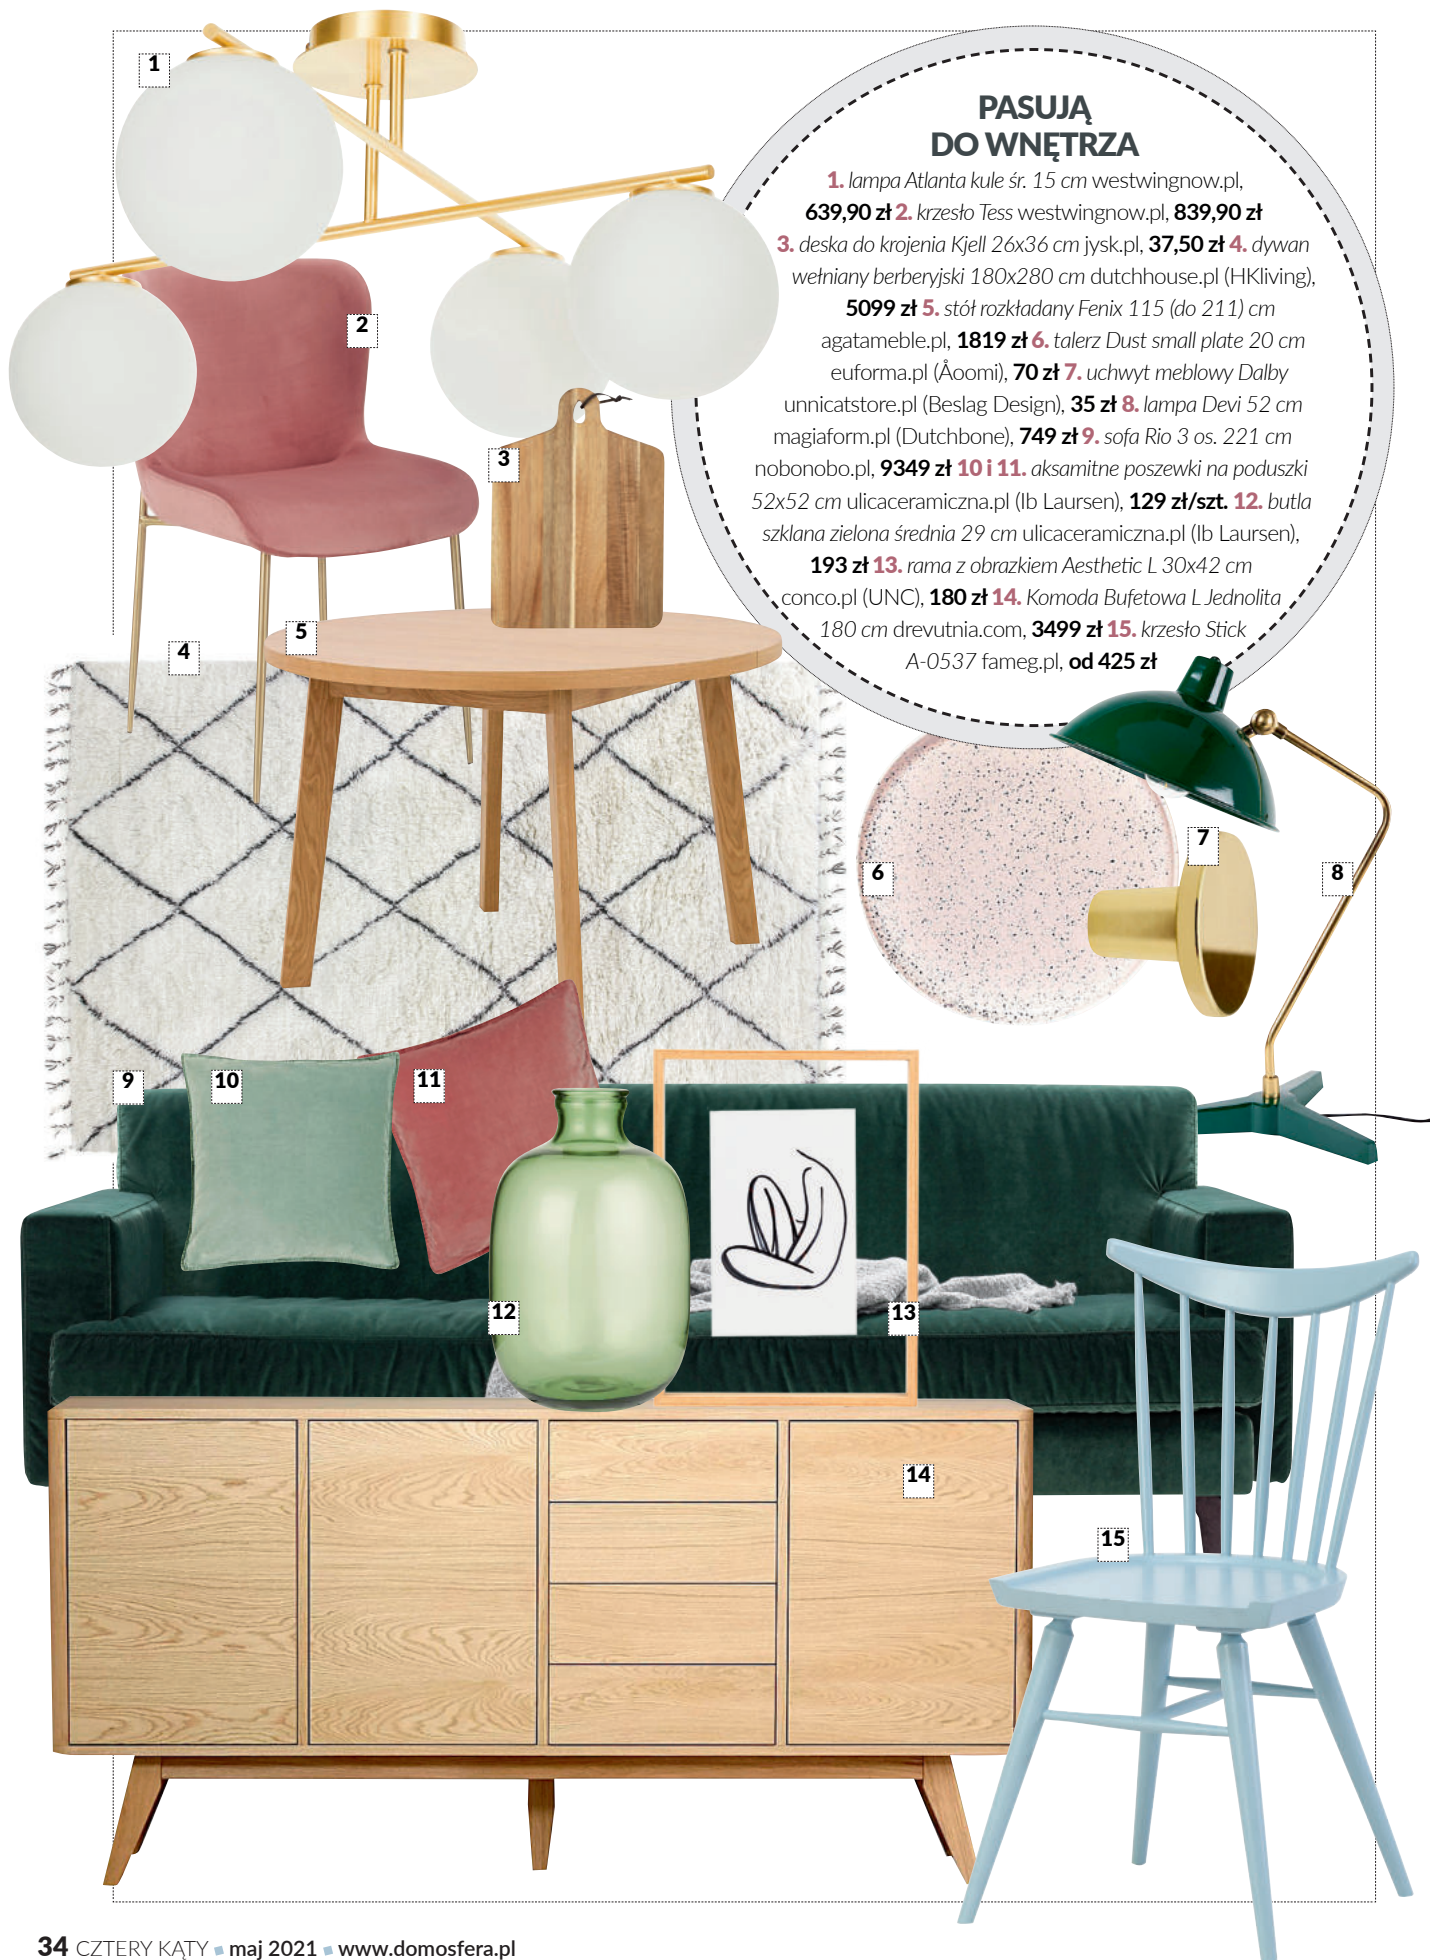 PASUJĄ
DO WNĘTRZA
1. lampa Atlanta kule śr. 15 cm westwingnow.pl,
639,90 zł 2. krzesło Tess westwingnow.pl, 839,90 zł
3. deska do krojenia Kjell 26x36 cm jysk.pl, 37,50 zł 4. dywan
wełniany berberyjski 180x280 cm dutchhouse.pl (HKliving),
5099 zł 5. stół rozkładany Fenix 115 (do 211) cm
agatameble.pl, 1819 zł 6. talerz Dust small plate 20 cm
euforma.pl (Åoomi), 70 zł 7. uchwyt meblowy Dalby
unnicatstore.pl (Beslag Design), 35 zł 8. lampa Devi 52 cm
magiaform.pl (Dutchbone), 749 zł 9. sofa Rio 3 os. 221 cm
nobonobo.pl, 9349 zł 10 i 11. aksamitne poszewki na poduszki
52x52 cm ulicaceramiczna.pl (Ib Laursen), 129 zł/szt. 12. butla
szklana zielona średnia 29 cm ulicaceramiczna.pl (Ib Laursen),
193 zł 13. rama z obrazkiem Aesthetic L 30x42 cm
conco.pl (UNC), 180 zł 14. Komoda Bufetowa L Jednolita
180 cm drevutnia.com, 3499 zł 15. krzesło Stick
A-0537 fameg.pl, od 425 zł
1
2
3
4
5
6
7
8
9
10
11
12
13
14
15
34 CZTERY KĄTY ▪ maj 2021 ▪ www.domosfera.pl